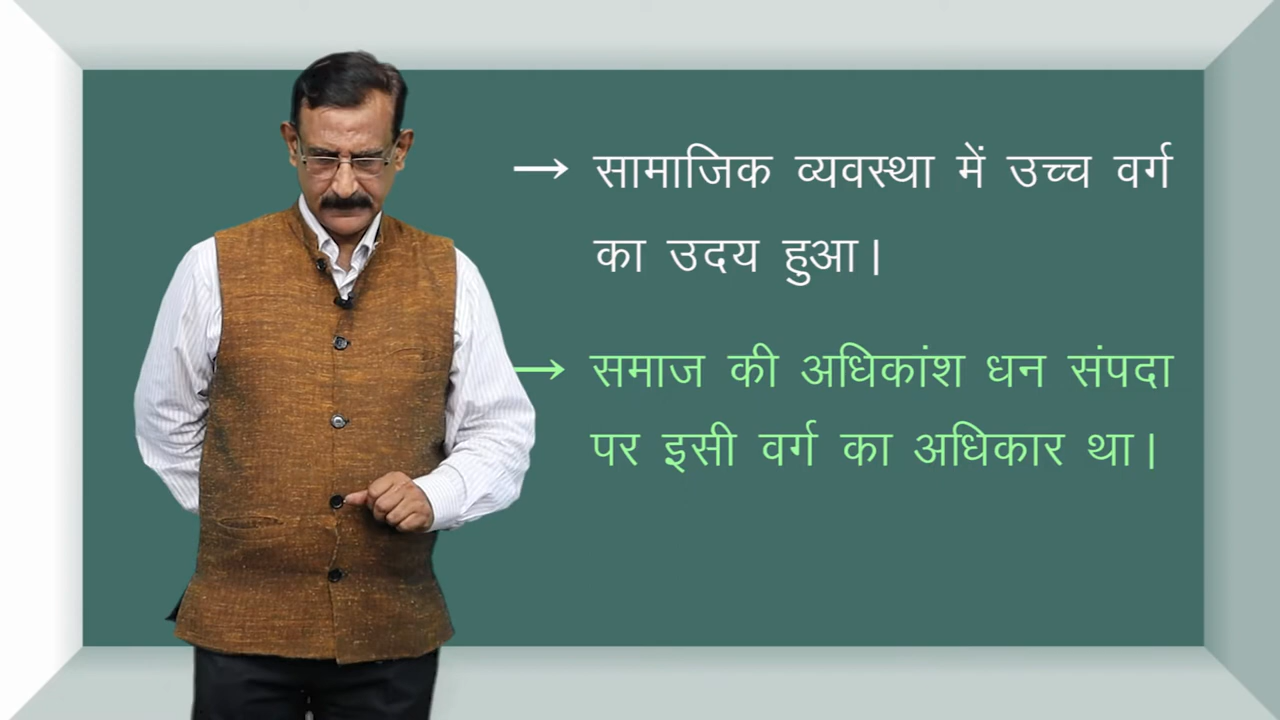 → सामाजिक व्यवस्था में उच्च वर्ग
का उदय हुआ।
→ समाज की अधिकांश धन संपदा
पर इसी वर्ग का अधिकार था।